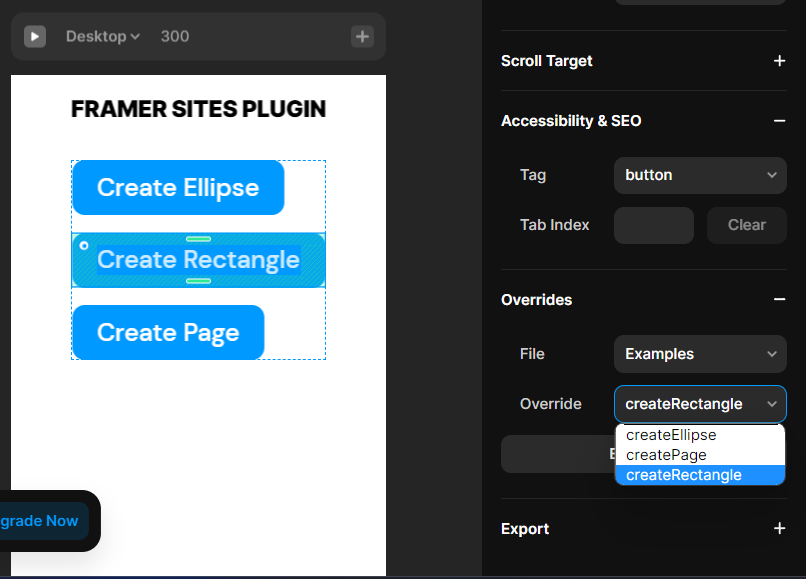 Desktop 300
FRAMER SITES PLUGIN
Create Ellipse
Create Rectangle
Create Page
grade Now
Scroll Target
Accessibility & SEO
Tag button
Tab Index Clear
Overrides
File Examples
Override createRectangle
createEllipse
createPage
createRectangle
Export